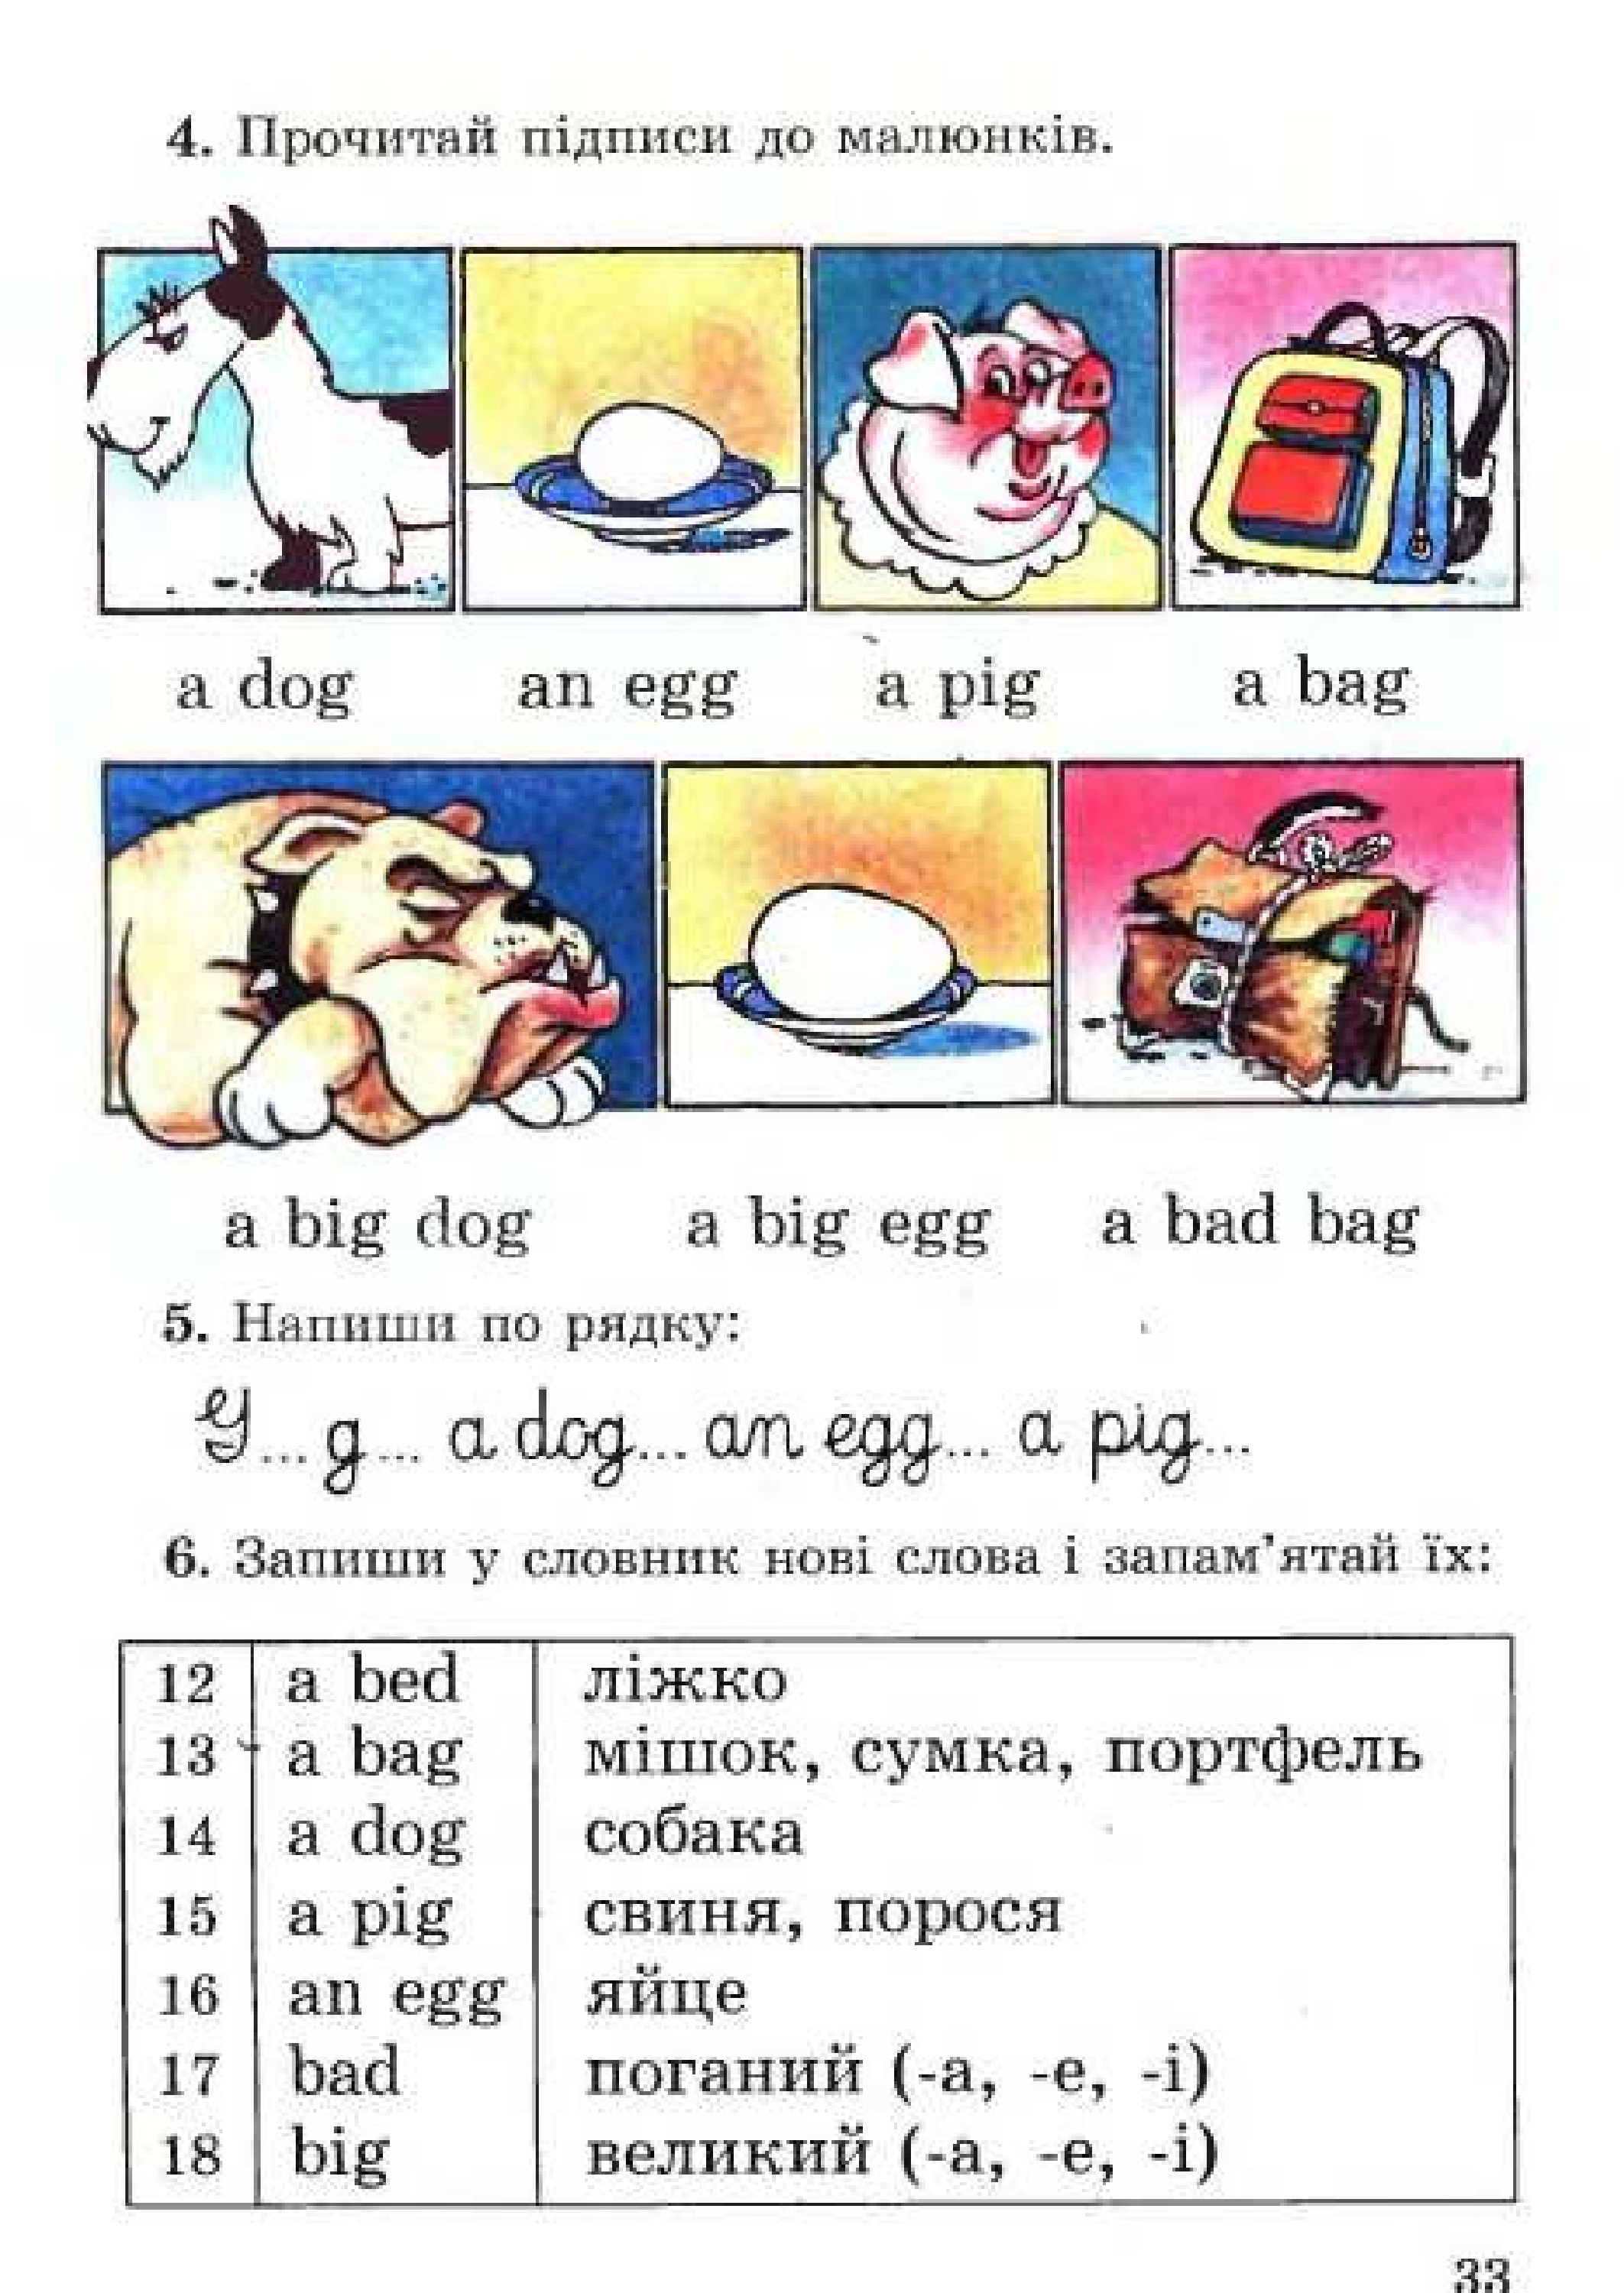 4. Прочитай підписи до малюнків.
a dog an egg a pig a bag
a big dog a big egg a bad bag
5. Напиши по рядку:
G... g... a dog... an egg... a pig...
6. Запиши у словник нові слова і запам’ятай їх:
12 a bed ліжко
13 a bag мішок, сумка, портфель
14 a dog собака
15 a pig свиня, порося
16 an egg яйце
17 bad поганий (-а, -е, -і)
18 big великий (-а, -е, -і)
33